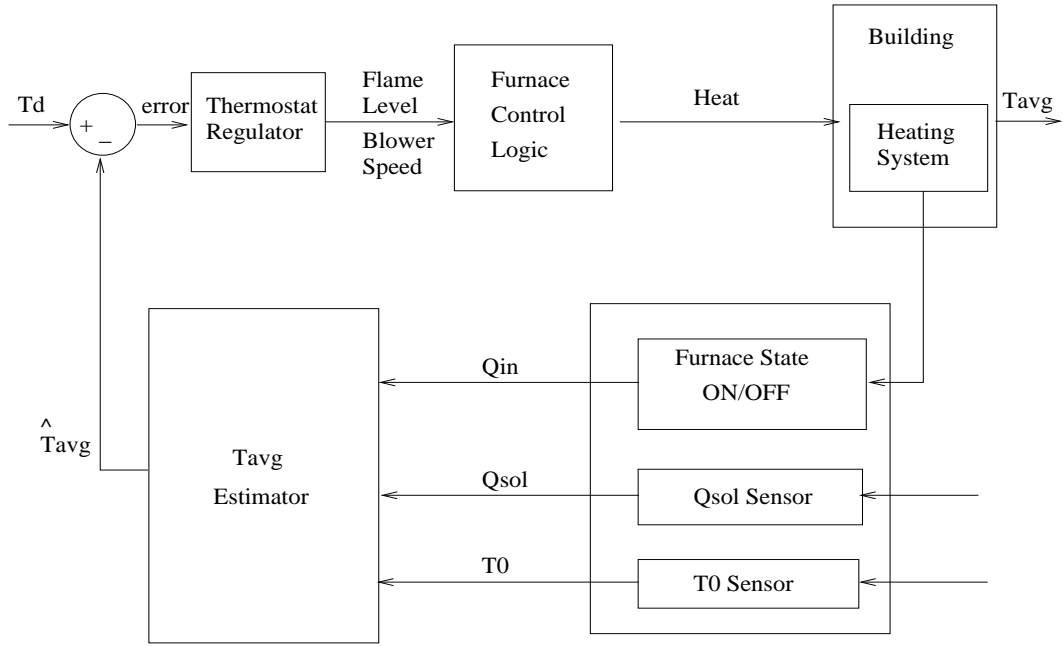 Td
+
−
error
Thermostat
Regulator
Flame
Level
Blower
Speed
Furnace
Control
Logic
Heat
Building
Heating
System
Tavg
^
Tavg
Tavg
Estimator
Qin
Qsol
T0
Furnace State
ON/OFF
Qsol Sensor
T0 Sensor